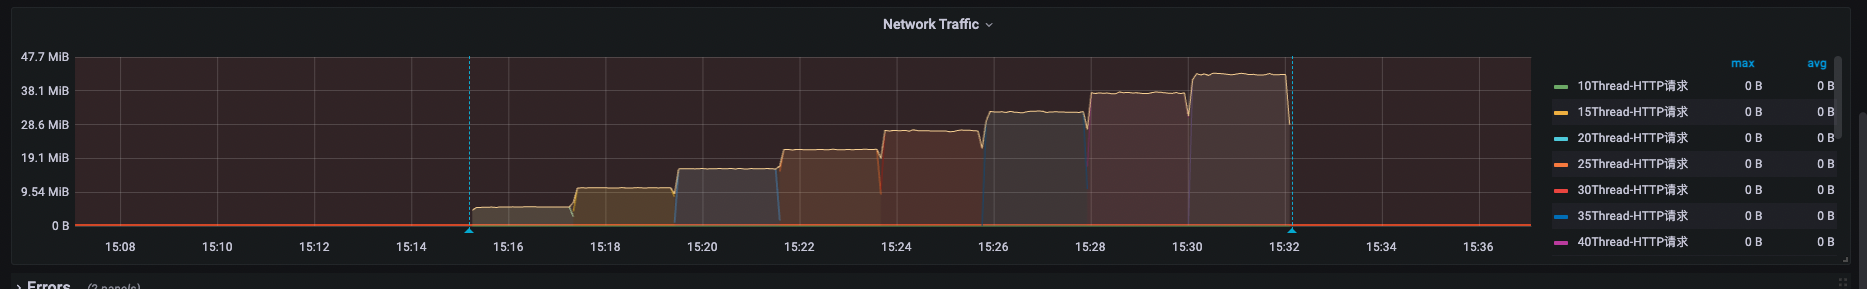 Network Traffic
47.7 MiB
38.1 MiB
28.6 MiB
19.1 MiB
9.54 MiB
0 B
15:08 15:10 15:12 15:14 15:16 15:18 15:20 15:22 15:24 15:26 15:28 15:30 15:32 15:34 15:36
max avg
10Thread-HTTP请求 0 B 0 B
15Thread-HTTP请求 0 B 0 B
20Thread-HTTP请求 0 B 0 B
25Thread-HTTP请求 0 B 0 B
30Thread-HTTP请求 0 B 0 B
35Thread-HTTP请求 0 B 0 B
40Thread-HTTP请求 0 B 0 B
Errors (2 panels)